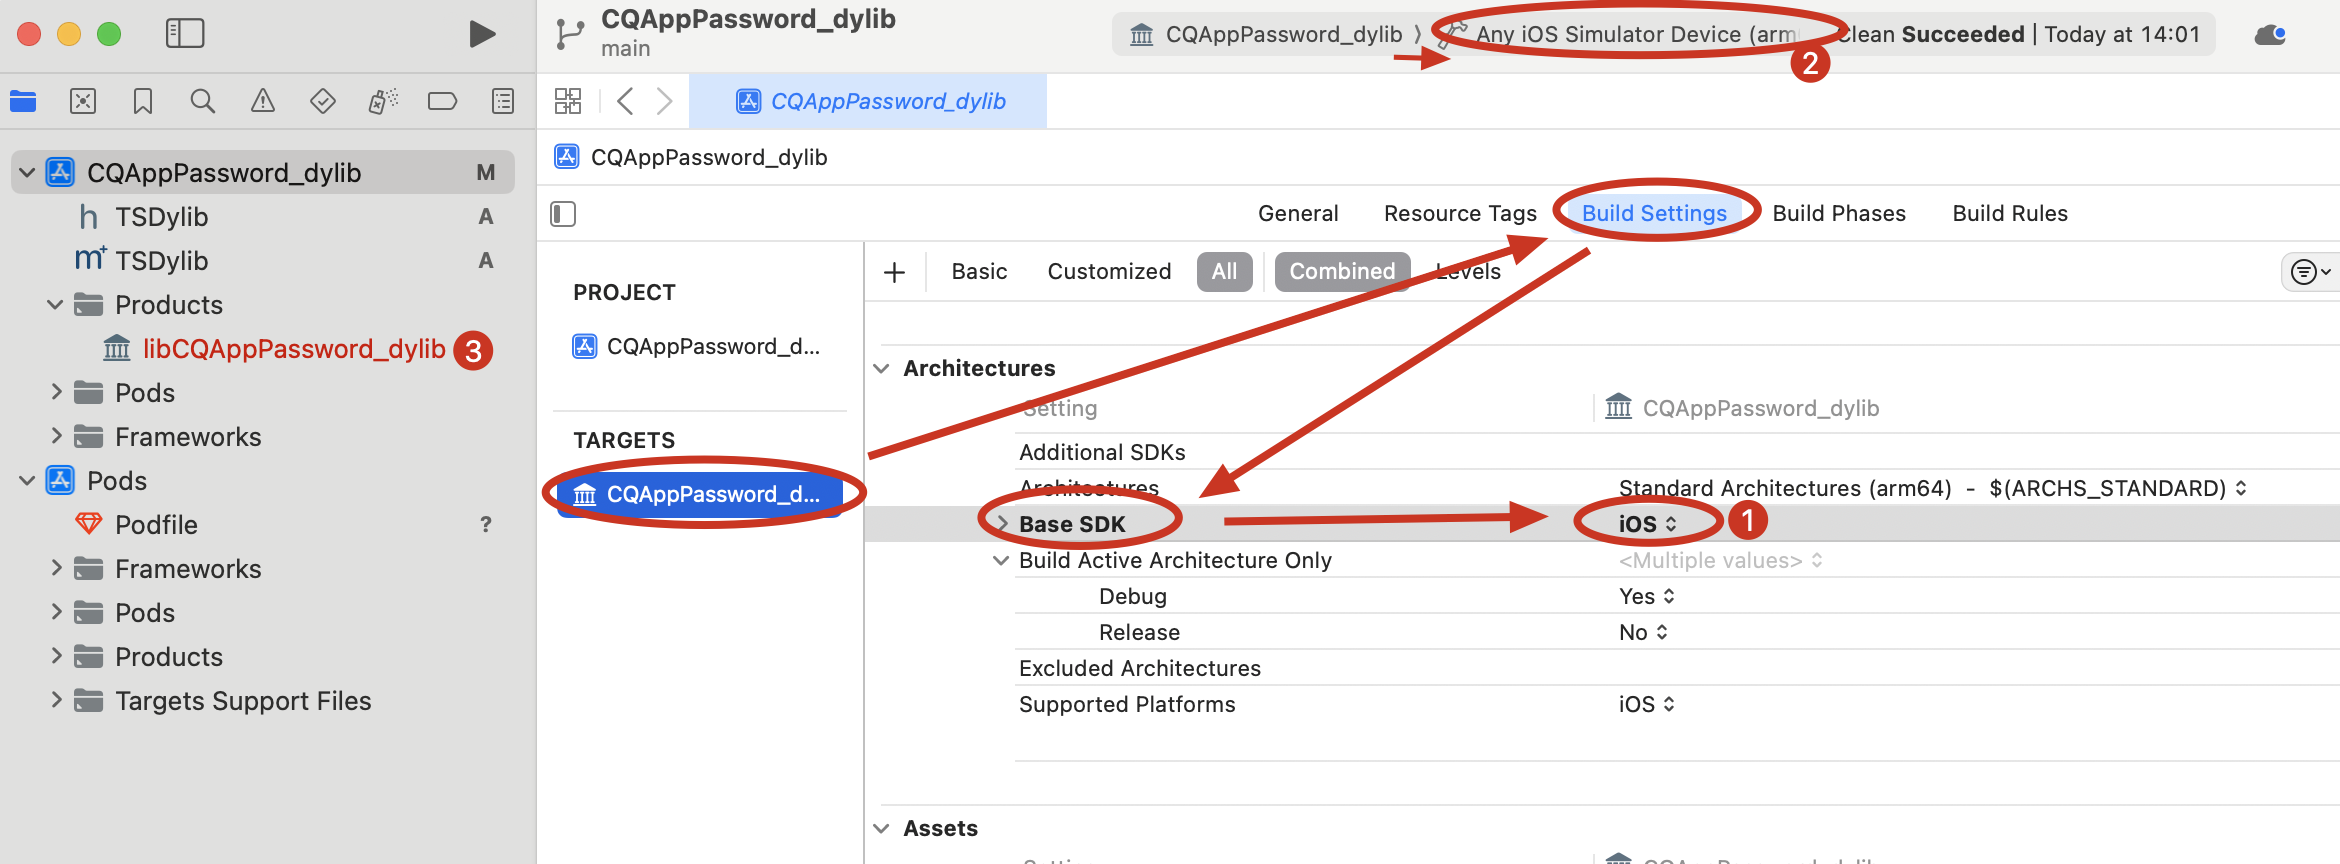 CQAppPassword_dylib
main
CQAppPassword_dylib 〉 Any iOS Simulator Device (arm
Clean Succeeded | Today at 14:01
2
CQAppPassword_dylib
CQAppPassword_dylib
General Resource Tags Build Settings Build Phases Build Rules
Basic Customized All Combined Levels
CQAppPassword_dylib M
h TSDylib A
m+ TSDylib A
Products
libCQAppPassword_dylib 3
Pods
Frameworks
Pods
Podfile ?
Frameworks
Pods
Products
Targets Support Files
PROJECT
CQAppPassword_d...
TARGETS
CQAppPassword_d...
Architectures
Setting CQAppPassword_dylib
Additional SDKs
Architectures Standard Architectures (arm64) - $(ARCHS_STANDARD)
Base SDK iOS 1
Build Active Architecture Only <Multiple values>
Debug Yes
Release No
Excluded Architectures
Supported Platforms iOS
Assets